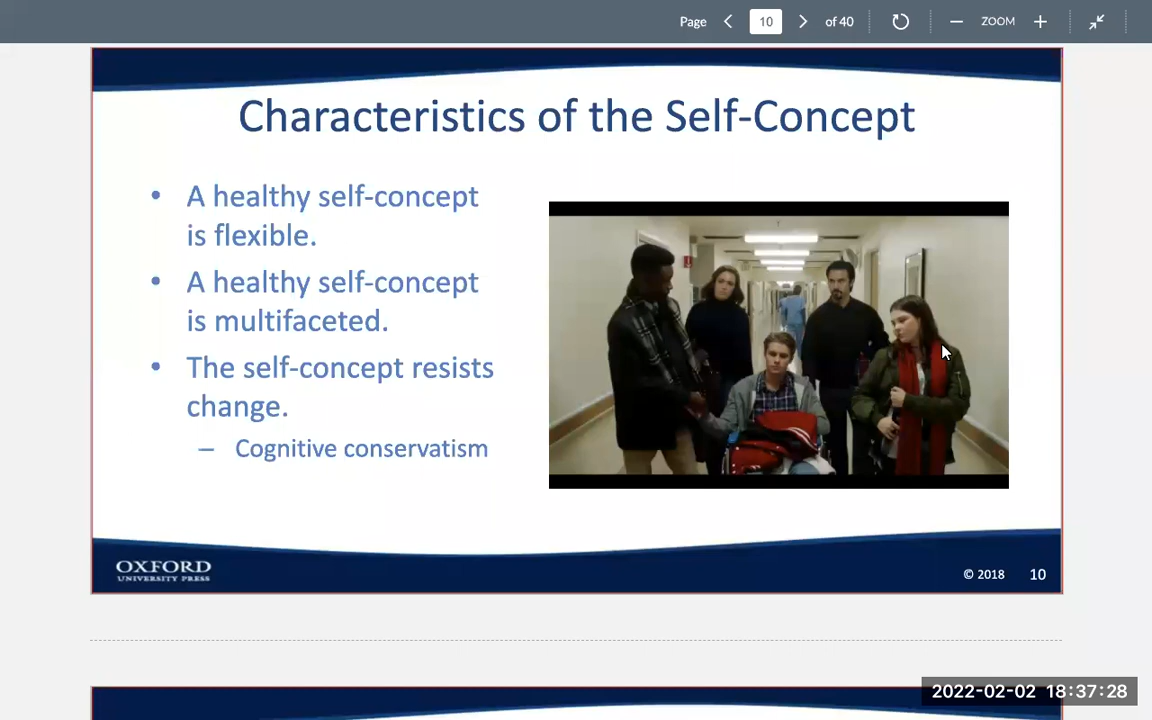 Page 10 of 40 ZOOM
Characteristics of the Self-Concept
• A healthy self-concept
is flexible.
• A healthy self-concept
is multifaceted.
• The self-concept resists
change.
– Cognitive conservatism
OXFORD
UNIVERSITY PRESS
© 2018 10
2022-02-02 18:37:28